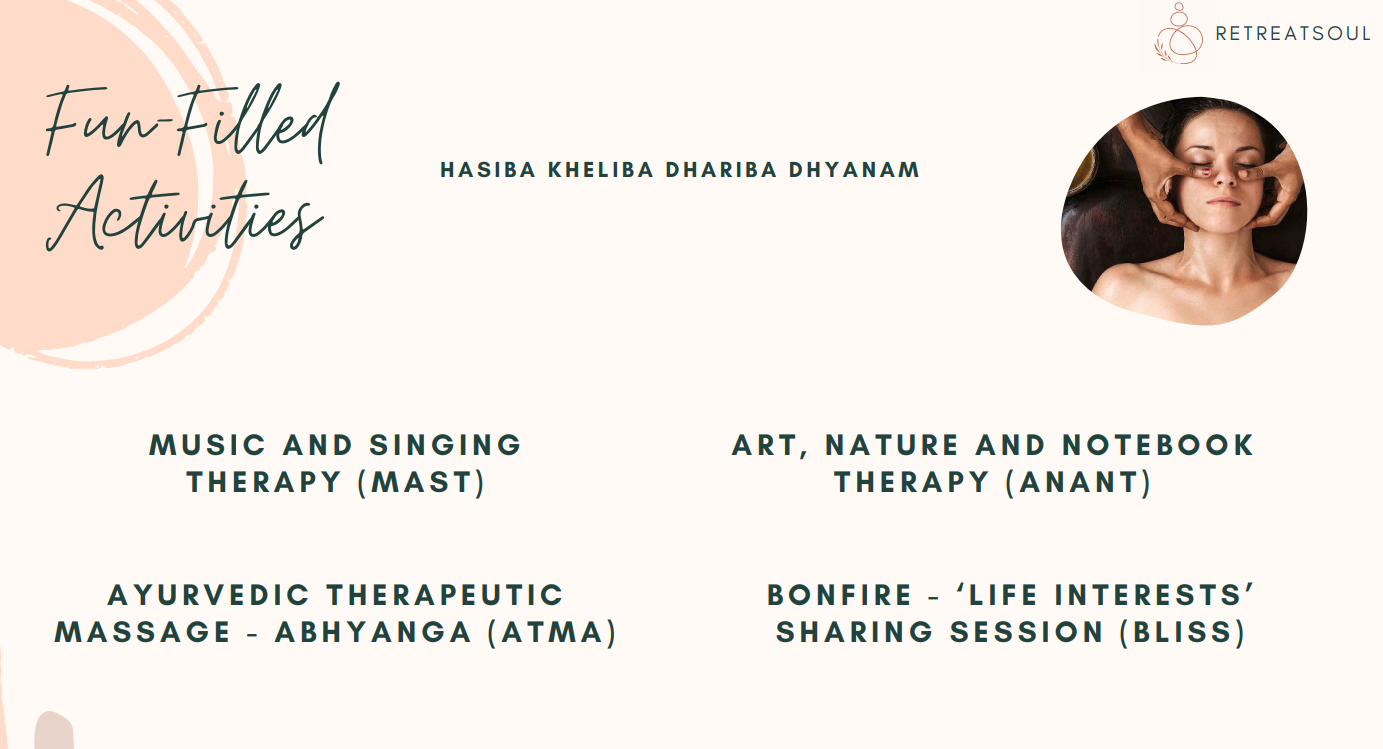 RETREATSOUL
Fun-Filled
Activities
HASIBA KHELIBA DHARIBA DHYANAM
MUSIC AND SINGING
THERAPY (MAST)
ART, NATURE AND NOTEBOOK
THERAPY (ANANT)
AYURVEDIC THERAPEUTIC
MASSAGE - ABHYANGA (ATMA)
BONFIRE - ‘LIFE INTERESTS’
SHARING SESSION (BLISS)